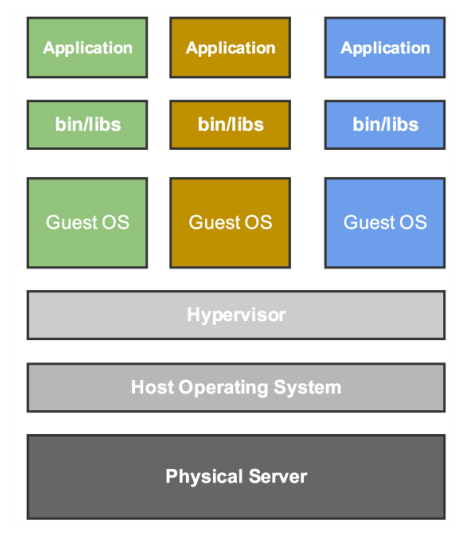 Application Application Application
bin/libs bin/libs bin/libs
Guest OS Guest OS Guest OS
Hypervisor
Host Operating System
Physical Server